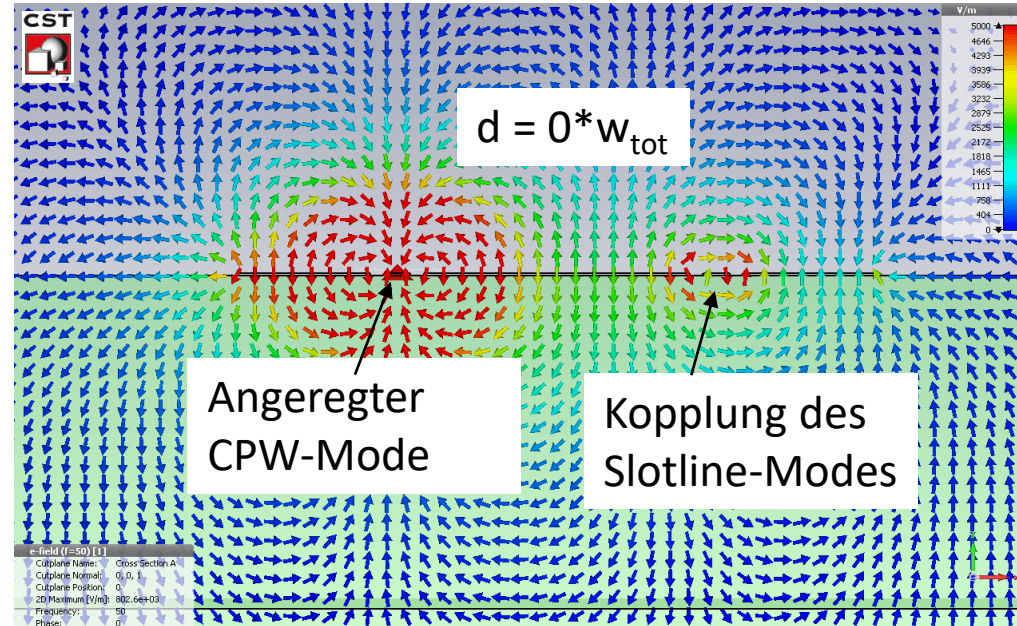 CST
V/m
5000
4646
4293
3939
3586
3232
2879
2525
2172
1818
1465
1111
758
404
0
d = 0*w_tot
Angeregter
CPW-Mode
Kopplung des
Slotline-Modes
e-field (f=50) [1]
Cutplane Name: Cross Section A
Cutplane Normal: 0, 0, 1
Cutplane Position: 0
2D Maximum [V/m]: 802.6e+03
Frequency: 50
Phase: 0